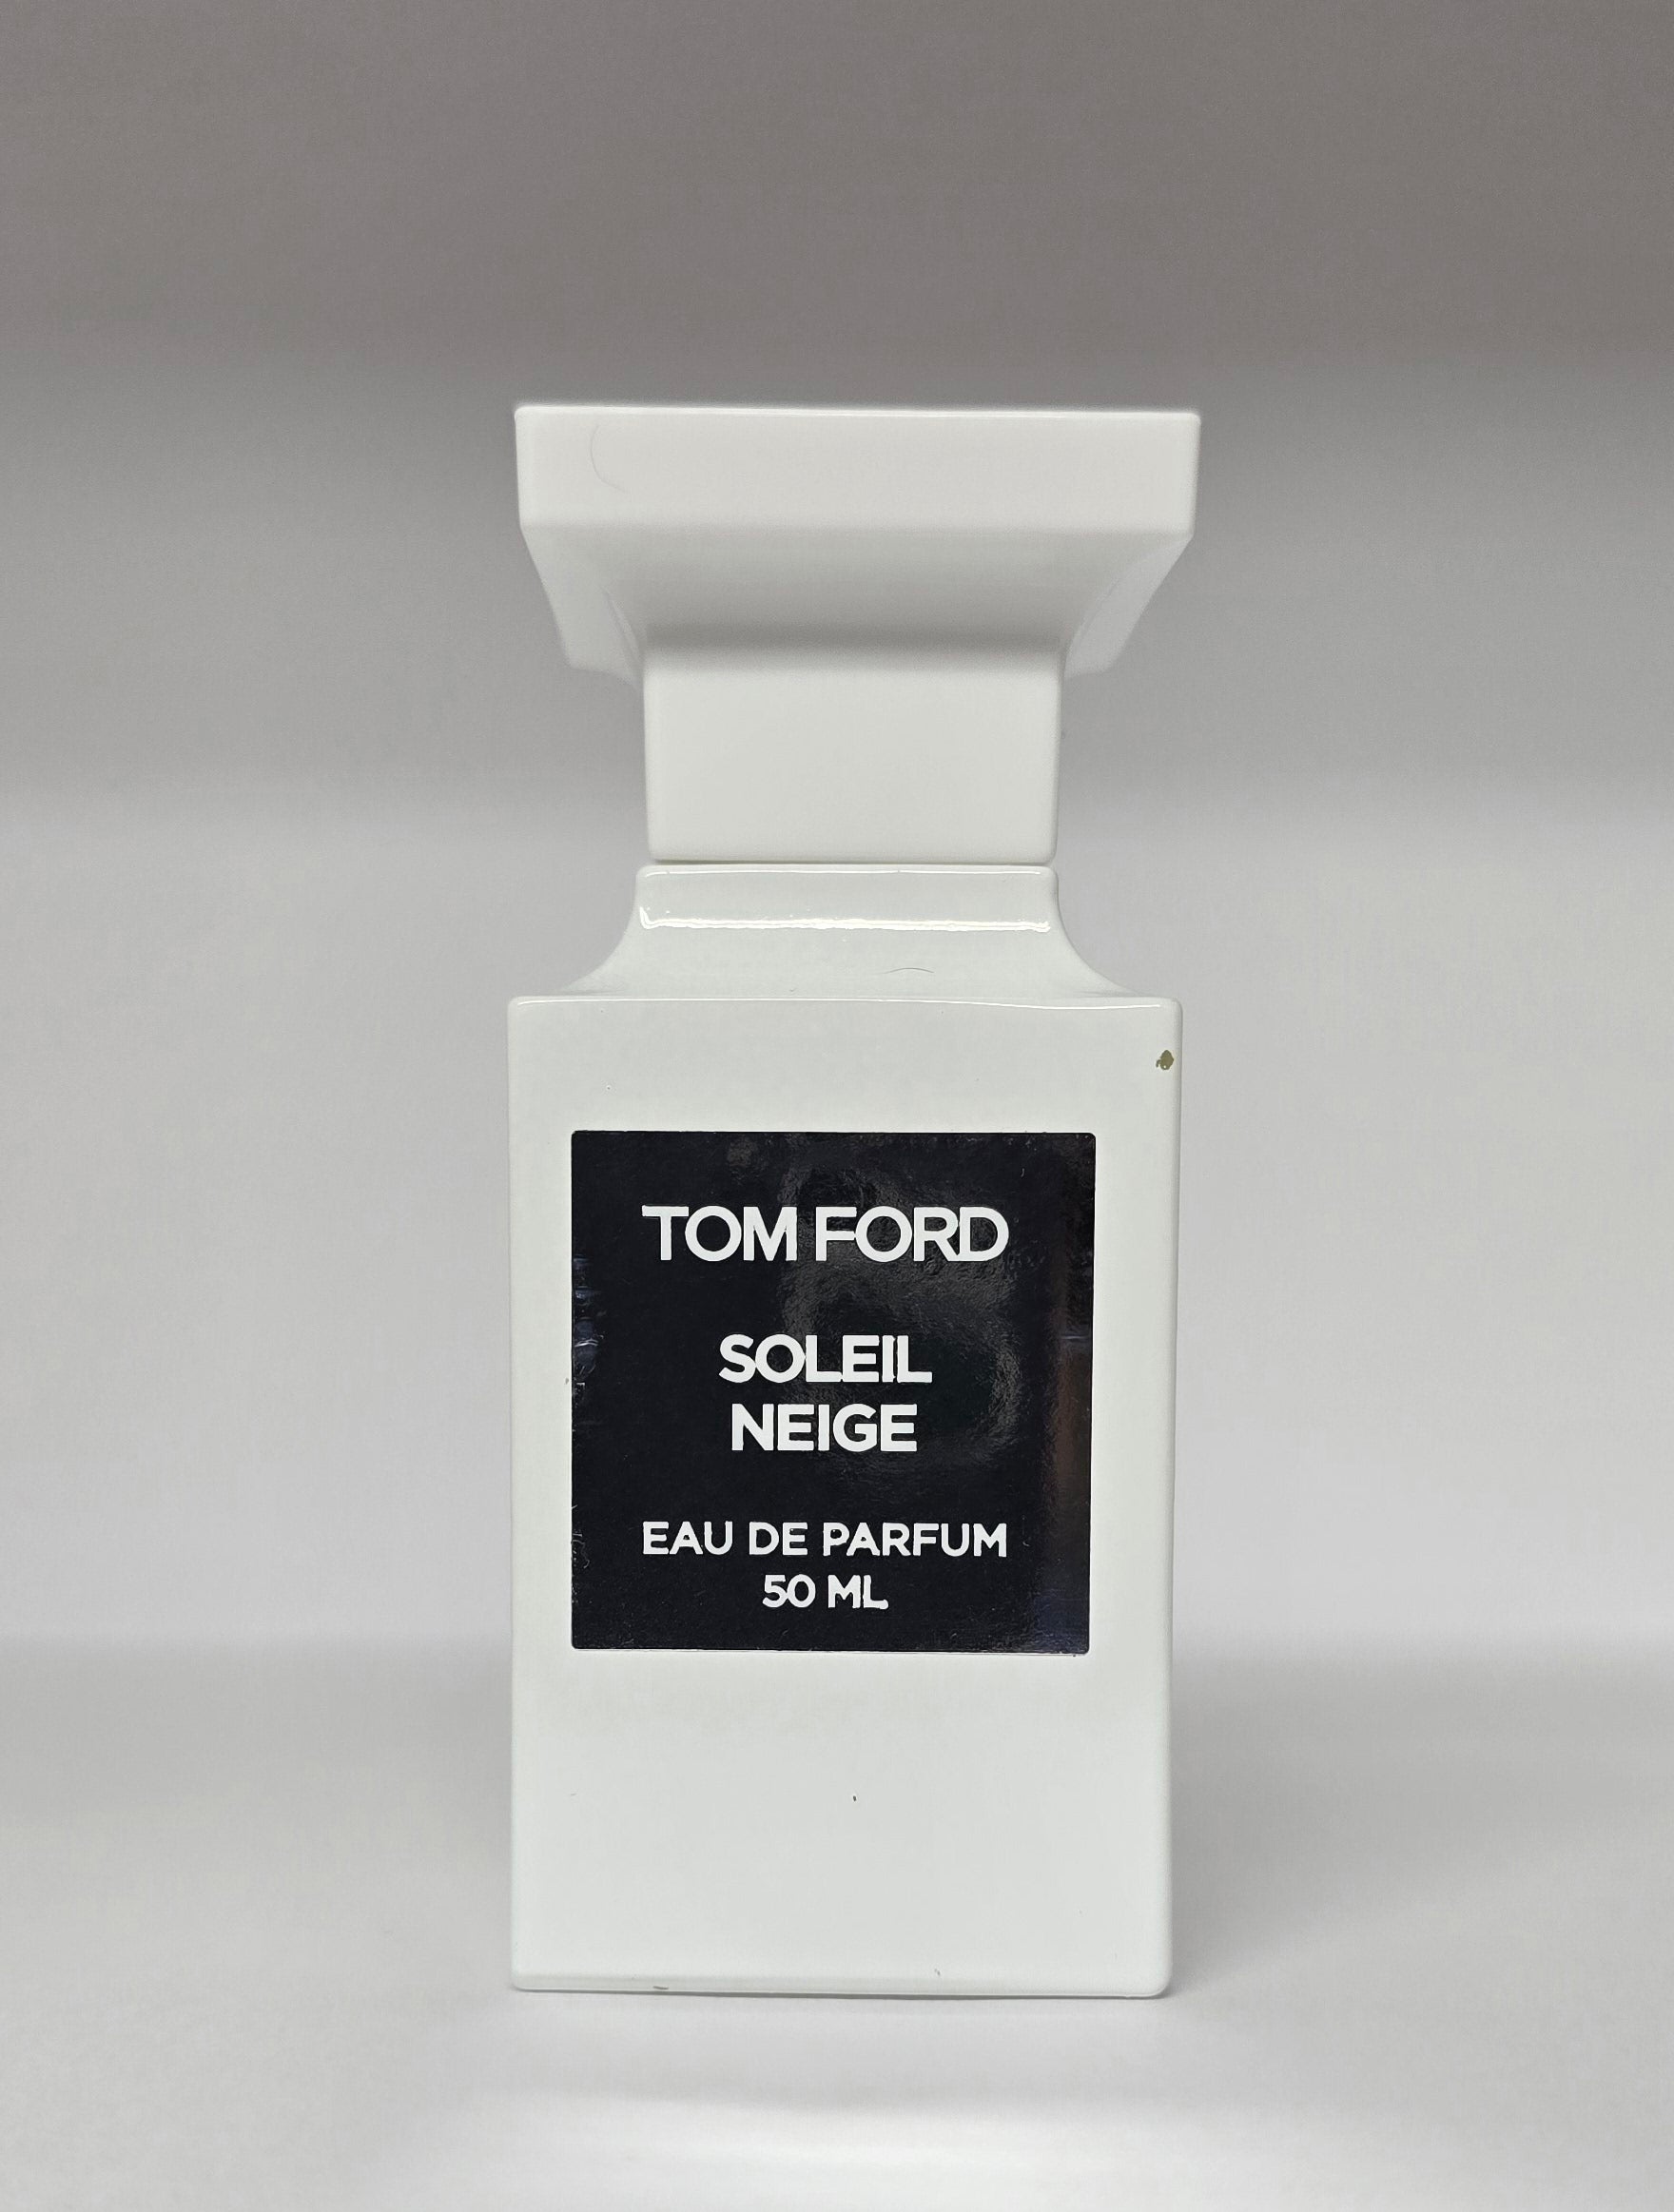 TOM FORD
SOLEIL
NEIGE
EAU DE PARFUM
50 ML